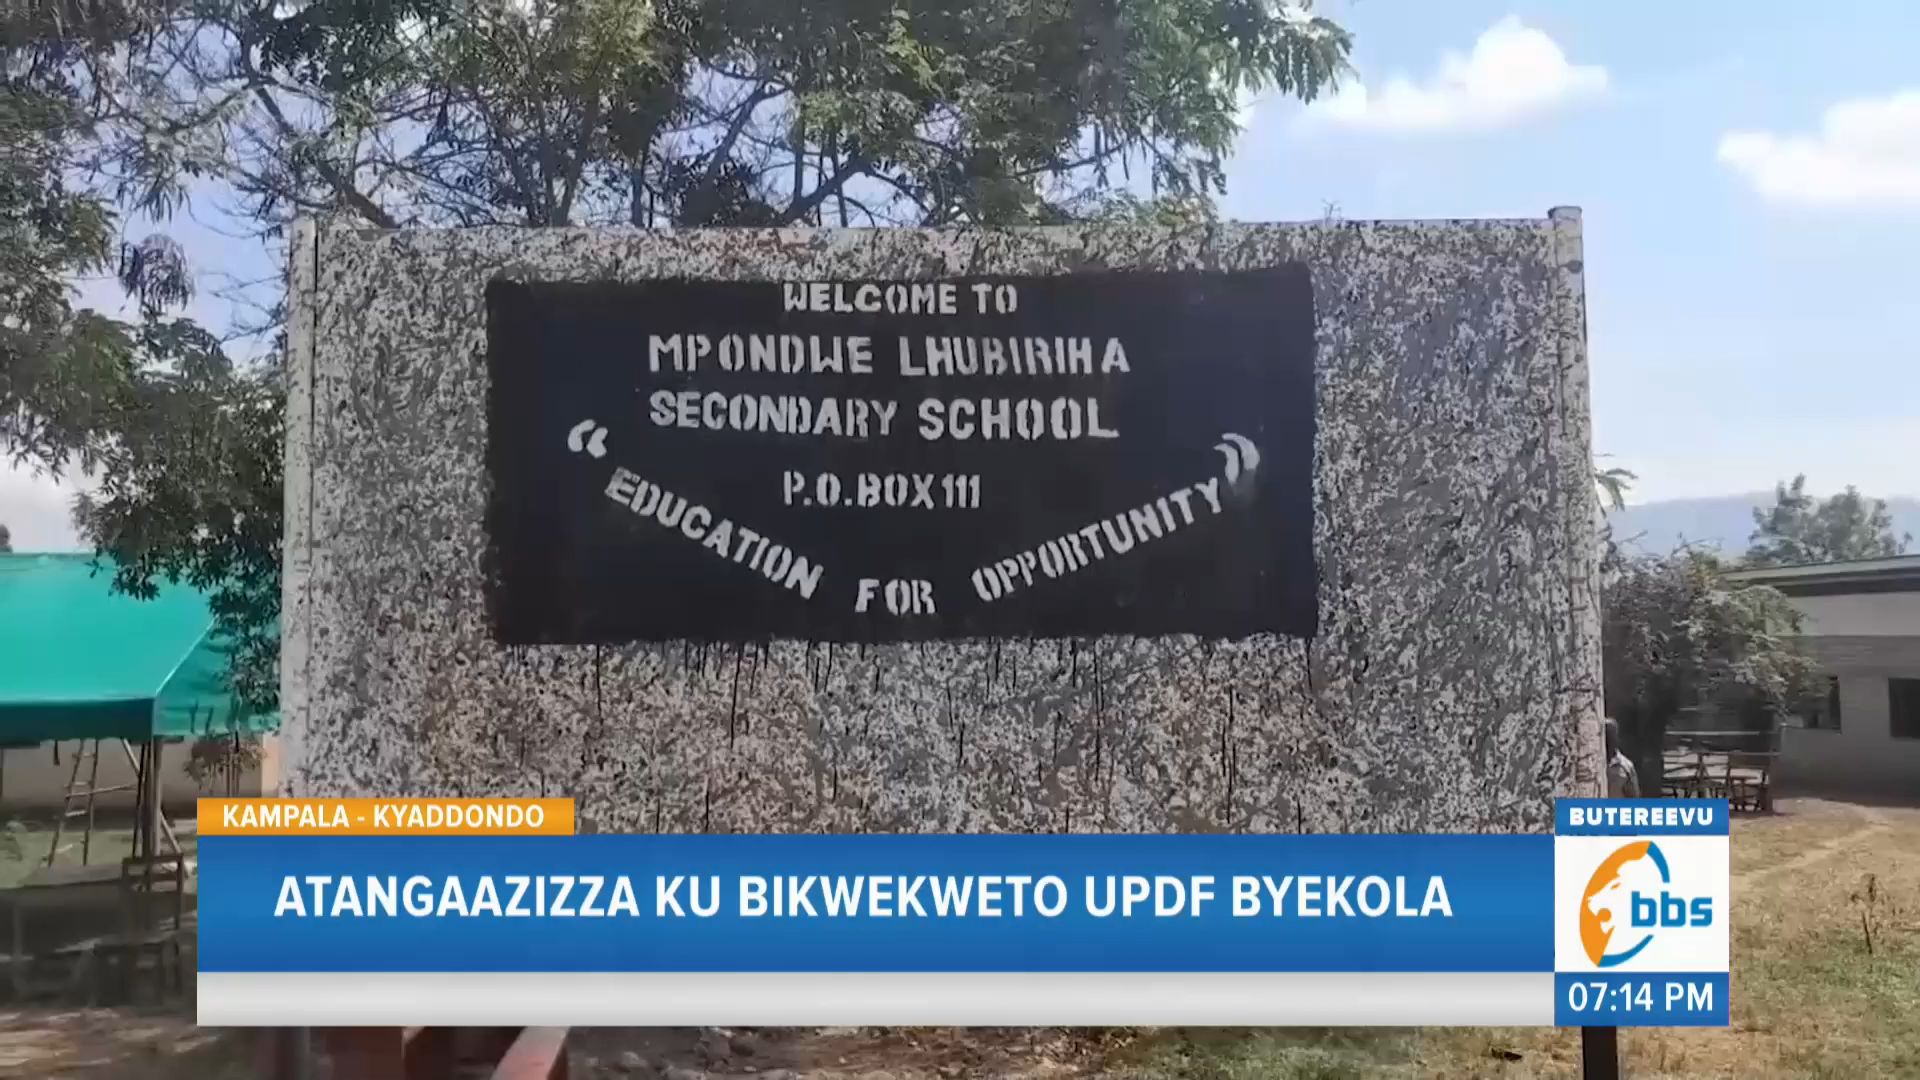 WELCOME TO
MPONDWE LHUBIRIHA
SECONDARY SCHOOL
P.O.BOX 111
“EDUCATION FOR OPPORTUNITY”
KAMPALA - KYADDONDO
ATANGAAZIZZA KU BIKWEKWETO UPDF BYEKOLA
BUTEREEVU
bbs
07:14 PM